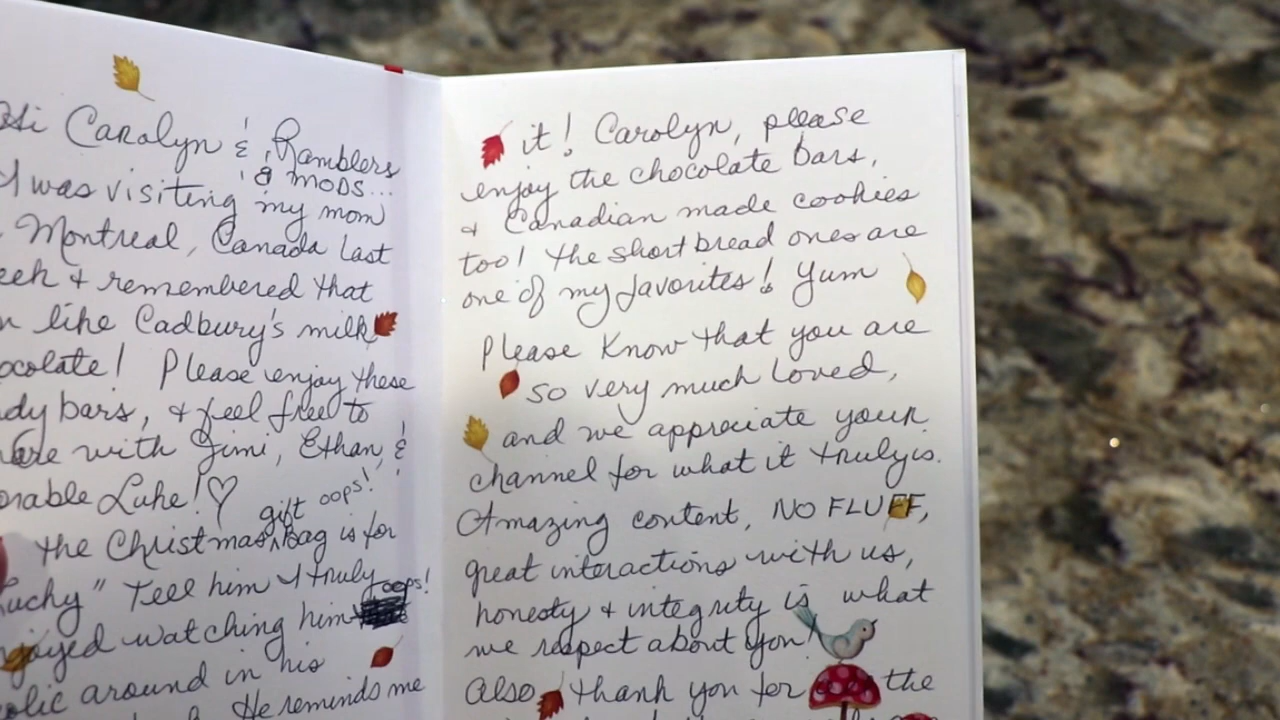 Hi Carolyn & Ramblers
& MODS...
I was visiting my mom
Montreal, Canada last
eek & remembered that
u like Cadbury's milk
ocolate! Please enjoy these
dy bars, & feel free to
are with Jimi, Ethan, &
orable Luke! ♡
gift oops!
the Christmas ^ bag is for
uchy" Tell him I truly
oops!
njoyed watching him
olic around in his
He reminds me
it! Carolyn, please
enjoy the chocolate bars,
& Canadian made cookies
too! The shortbread ones are
one of my favorites! Yum
Please Know that you are
so very much loved,
and we appreciate your
channel for what it truly is.
Amazing content, NO FLUFF,
great interactions with us,
honesty & integrity is what
we respect about you!
Also thank you for the